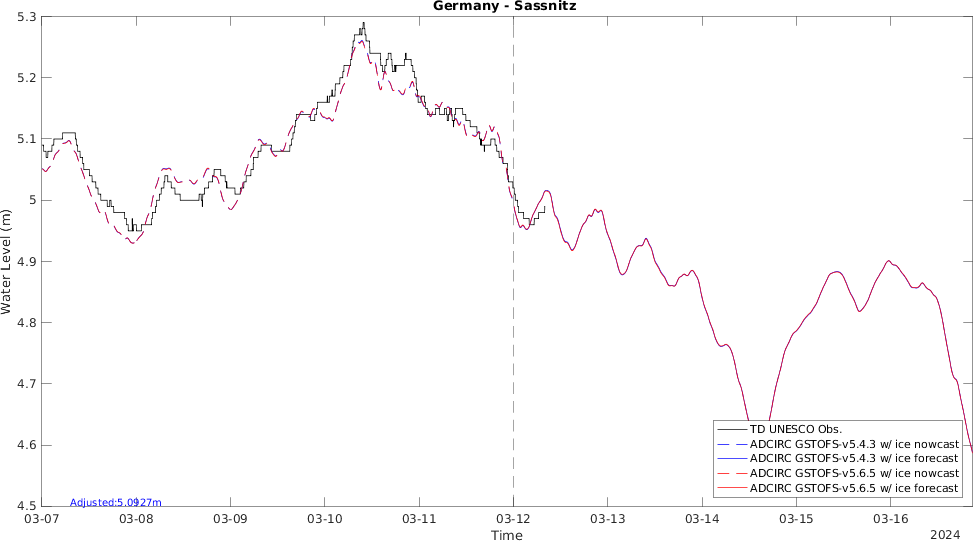 Germany - Sassnitz
5.3
5.2
5.1
5
4.9
4.8
4.7
4.6
4.5
Water Level (m)
TD UNESCO Obs.
ADCIRC GSTOFS-v5.4.3 w/ ice nowcast
ADCIRC GSTOFS-v5.4.3 w/ ice forecast
ADCIRC GSTOFS-v5.6.5 w/ ice nowcast
ADCIRC GSTOFS-v5.6.5 w/ ice forecast
Adjusted:5.0927m
03-07 03-08 03-09 03-10 03-11 03-12 03-13 03-14 03-15 03-16
Time
2024